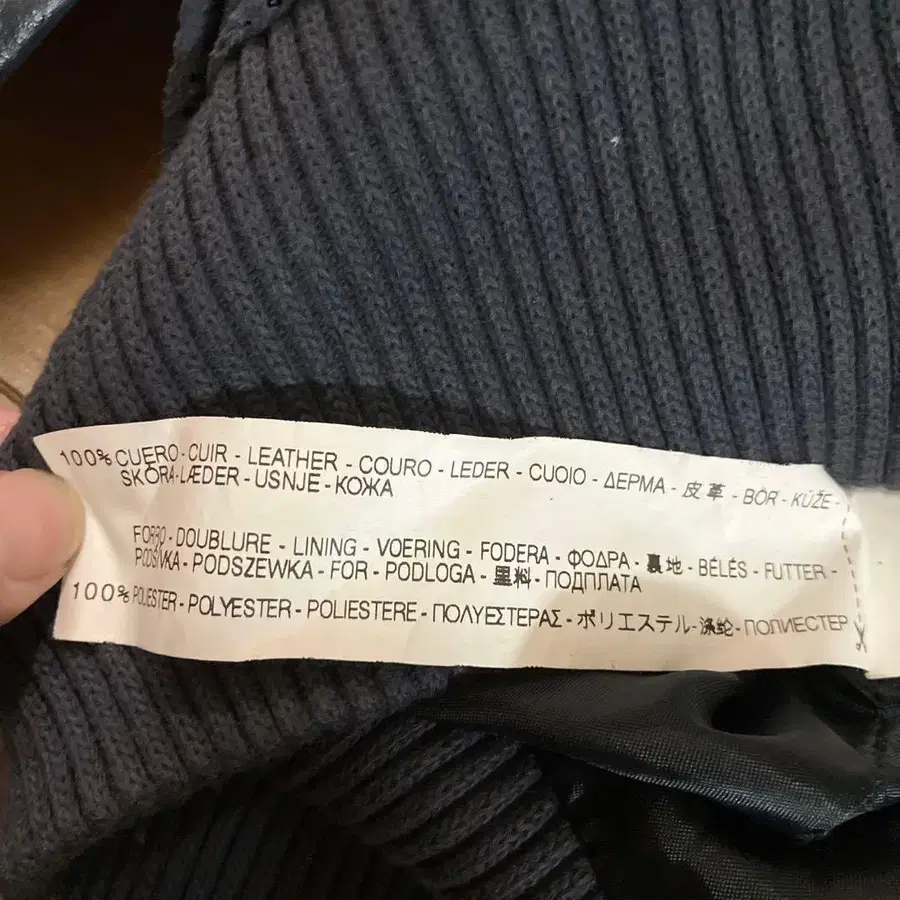 100% CUERO-CUIR - LEATHER - COURO - LEDER - CUOIO - ΔΕΡΜΑ - 皮革 - BÖR - KŮŽE -
SKÓRA-LÆDER - USNJE - КОЖА
FORRO - DOUBLURE - LINING - VOERING - FODERA - ΦΟΔΡΑ - 裏地 - BÉLÉS - FUTTER -
PODŠÍVKA - PODSZEWKA - FOR - PODLOGA - 里料 - ПОДПЛАТА
100% POLIESTER - POLYESTER - POLIESTERE - ΠΟΛΥΕΣΤΕΡΑΣ - ポリエステル - 涤纶 - ПОЛИЕСТЕР